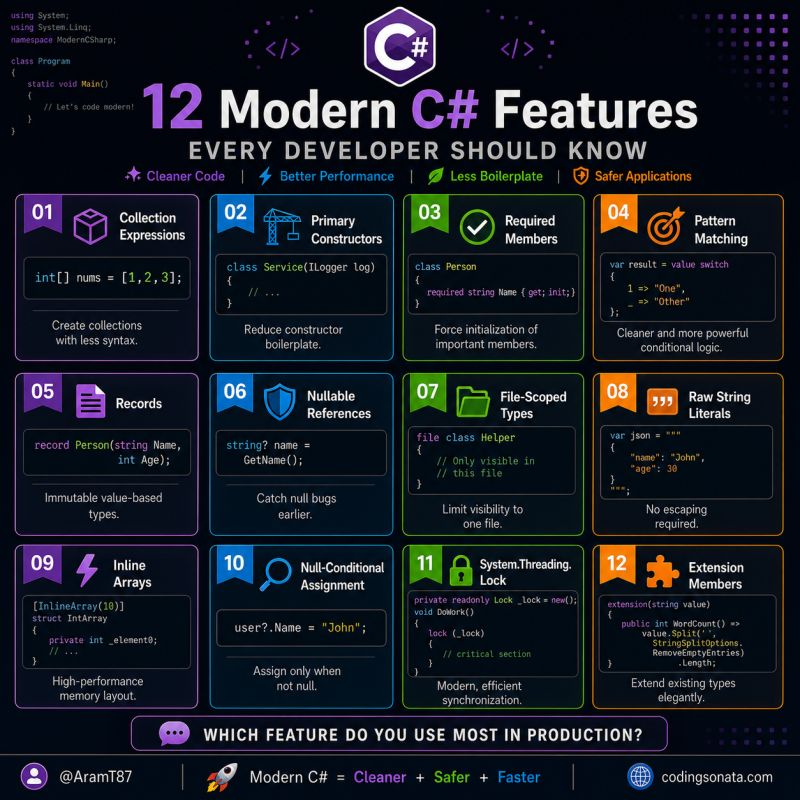 using System;
using System.Linq;
namespace ModernCSharp;
class Program
{
static void Main()
{
// Let's code modern!
}
}
</>
C#
</>
12 Modern C# Features
EVERY DEVELOPER SHOULD KNOW
Cleaner Code | Better Performance | Less Boilerplate | Safer Applications
01
Collection
Expressions
int[] nums = [1,2,3];
Create collections
with less syntax.
02
Primary
Constructors
class Service(ILogger log)
{
// ...
}
Reduce constructor
boilerplate.
03
Required
Members
class Person
{
required string Name { get; init; }
}
Force initialization of
important members.
04
Pattern
Matching
var result = value switch
{
1 => "One",
_ => "Other"
};
Cleaner and more powerful
conditional logic.
05
Records
record Person(string Name,
int Age);
Immutable value-based
types.
06
Nullable
References
string? name =
GetName();
Catch null bugs
earlier.
07
File-Scoped
Types
file class Helper
{
// Only visible in
// this file
}
Limit visibility to
one file.
08
Raw String
Literals
var json = """
{
"name": "John",
"age": 30
}
""";
No escaping
required.
09
Inline
Arrays
[InlineArray(10)]
struct IntArray
{
private int _element0;
// ...
}
High-performance
memory layout.
10
Null-Conditional
Assignment
user?.Name = "John";
Assign only when
not null.
11
System.Threading.
Lock
private readonly Lock _lock = new();
void DoWork()
{
lock (_lock)
{
// critical section
}
}
Modern, efficient
synchronization.
12
Extension
Members
extension(string value)
{
public int WordCount() =>
value.Split(' ',
StringSplitOptions.
RemoveEmptyEntries)
.Length;
}
Extend existing types
elegantly.
WHICH FEATURE DO YOU USE MOST IN PRODUCTION?
@AramT87 | Modern C# = Cleaner + Safer + Faster | codingsonata.com